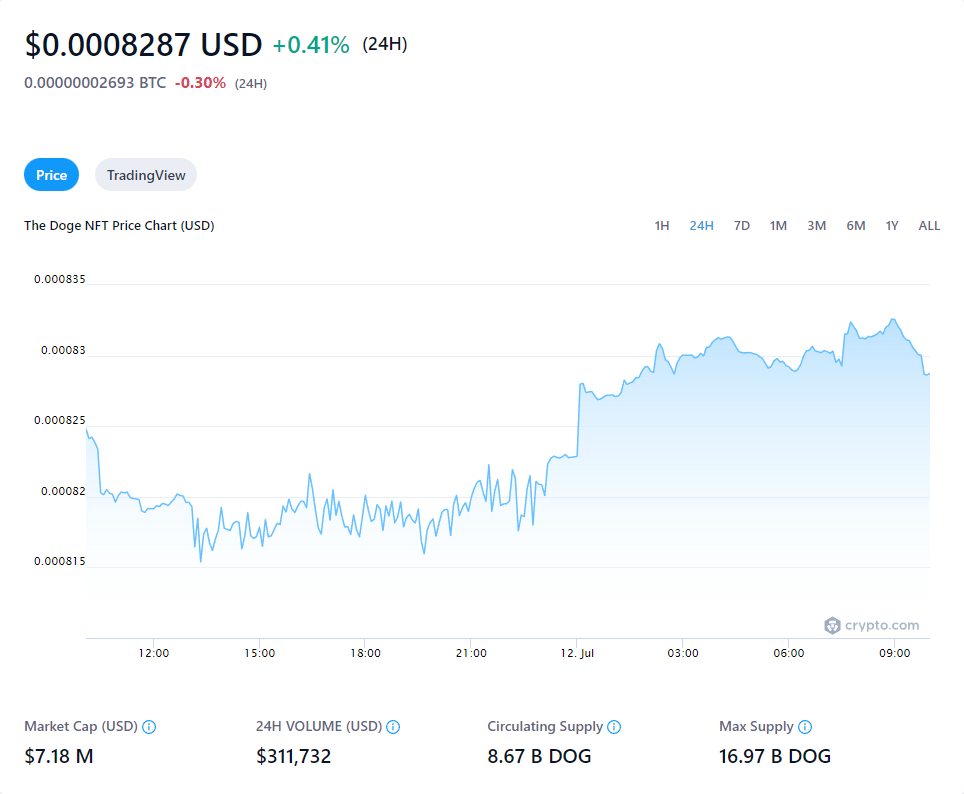 $0.0008287 USD +0.41% (24H)
0.00000002693 BTC -0.30% (24H)
Price TradingView
The Doge NFT Price Chart (USD) 1H 24H 7D 1M 3M 6M 1Y ALL
0.000835
0.00083
0.000825
0.00082
0.000815
crypto.com
12:00 15:00 18:00 21:00 12. Jul 03:00 06:00 09:00
Market Cap (USD) 24H VOLUME (USD) Circulating Supply Max Supply
$7.18 M $311,732 8.67 B DOG 16.97 B DOG